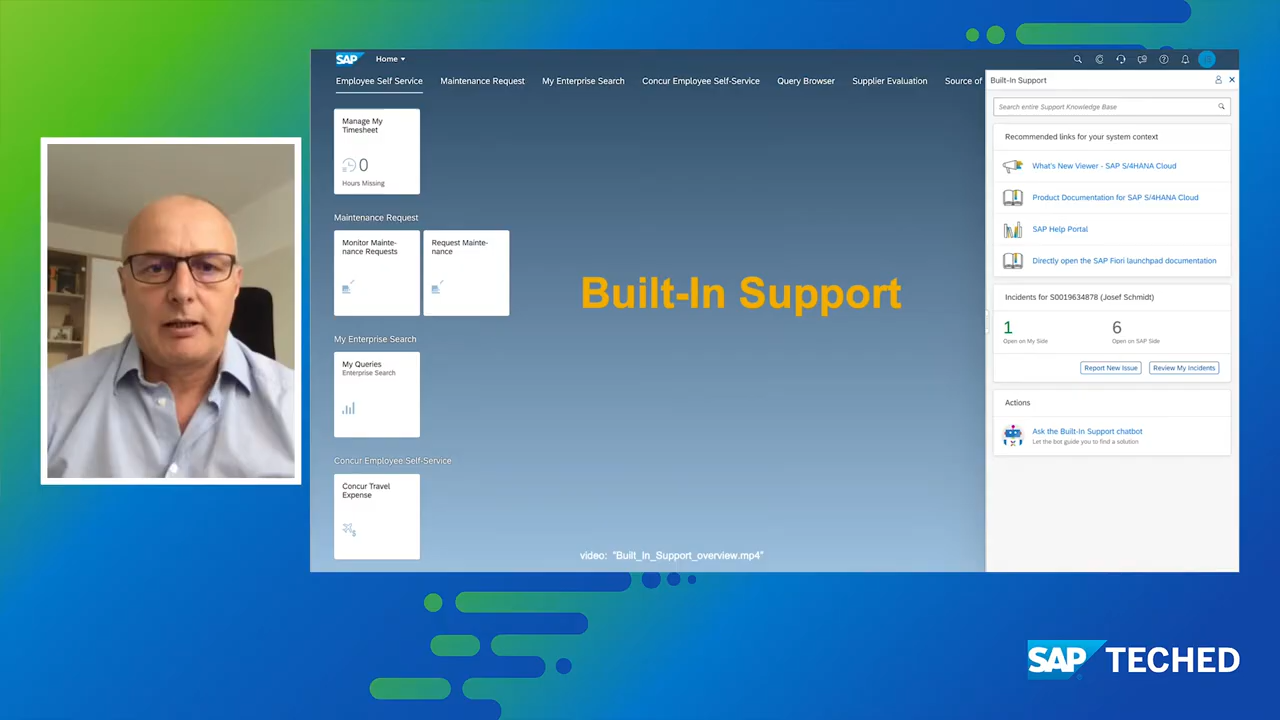 SAP
Home
Employee Self Service
Maintenance Request
My Enterprise Search
Concur Employee Self-Service
Query Browser
Supplier Evaluation
Source of
Manage My
Timesheet
0
Hours Missing
Maintenance Request
Monitor Mainte-
nance Requests
Request Mainte-
nance
My Enterprise Search
My Queries
Enterprise Search
Concur Employee Self-Service
Concur Travel
Expense
Built-In Support
video: "Built_In_Support_overview.mp4"
Built-In Support
Search entire Support Knowledge Base
Recommended links for your system context
What's New Viewer - SAP S/4HANA Cloud
Product Documentation for SAP S/4HANA Cloud
SAP Help Portal
Directly open the SAP Fiori launchpad documentation
Incidents for S0019634878 (Josef Schmidt)
1
Open on My Side
6
Open on SAP Side
Report New Issue
Review My Incidents
Actions
Ask the Built-In Support chatbot
Let the bot guide you to find a solution
SAP TECHED